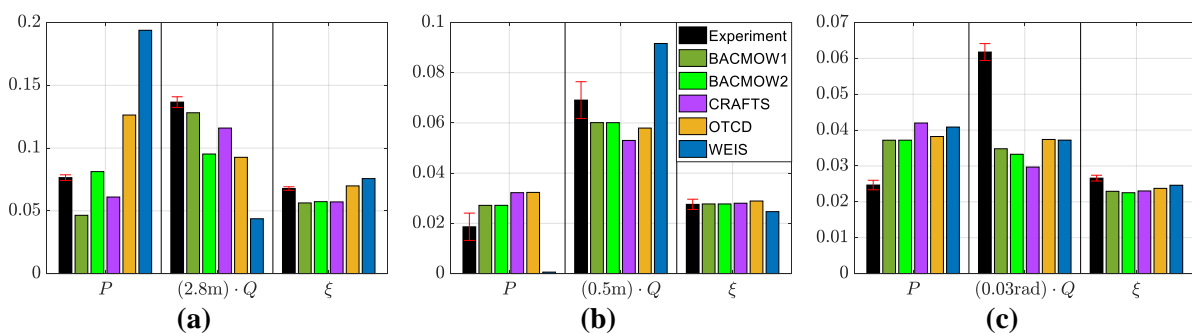 0.2
0.15
0.1
0.05
0
P
(2.8m) · Q
ξ
(a)
0.1
0.08
0.06
0.04
0.02
0
P
(0.5m) · Q
ξ
Experiment
BACMOW1
BACMOW2
CRAFTS
OTCD
WEIS
(b)
0.07
0.06
0.05
0.04
0.03
0.02
0.01
0
P
(0.03rad) · Q
ξ
(c)